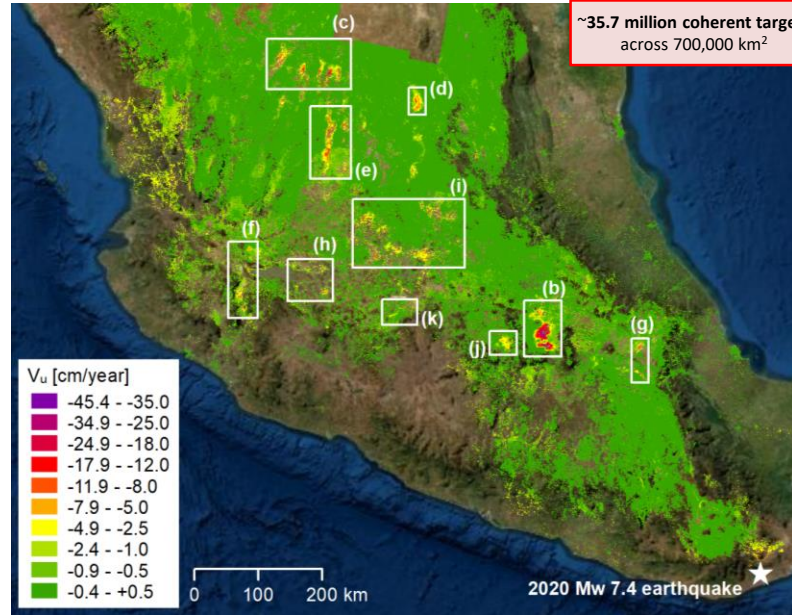 ~35.7 million coherent targe
across 700,000 km²
(c)
(d)
(e)
(i)
(f)
(h)
(b)
(k)
(g)
(j)
Vᵤ [cm/year]
-45.4 - -35.0
-34.9 - -25.0
-24.9 - -18.0
-17.9 - -12.0
-11.9 - -8.0
-7.9 - -5.0
-4.9 - -2.5
-2.4 - -1.0
-0.9 - -0.5
-0.4 - +0.5
0 100 200 km
2020 Mw 7.4 earthquake